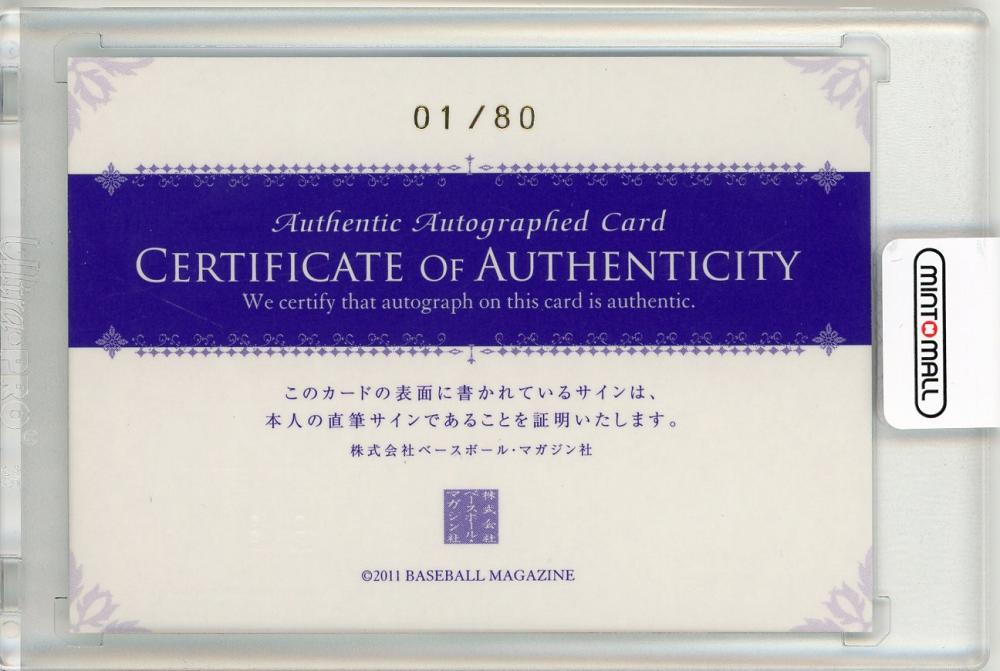 01/80
Authentic Autographed Card
CERTIFICATE OF AUTHENTICITY
We certify that autograph on this card is authentic.
このカードの表面に書かれているサインは、
本人の直筆サインであることを証明いたします。
株式会社ベースボール・マガジン社
株式会社
ベースボール・
マガジン社
©2011 BASEBALL MAGAZINE
MINTOMALL
Ultra PRO®